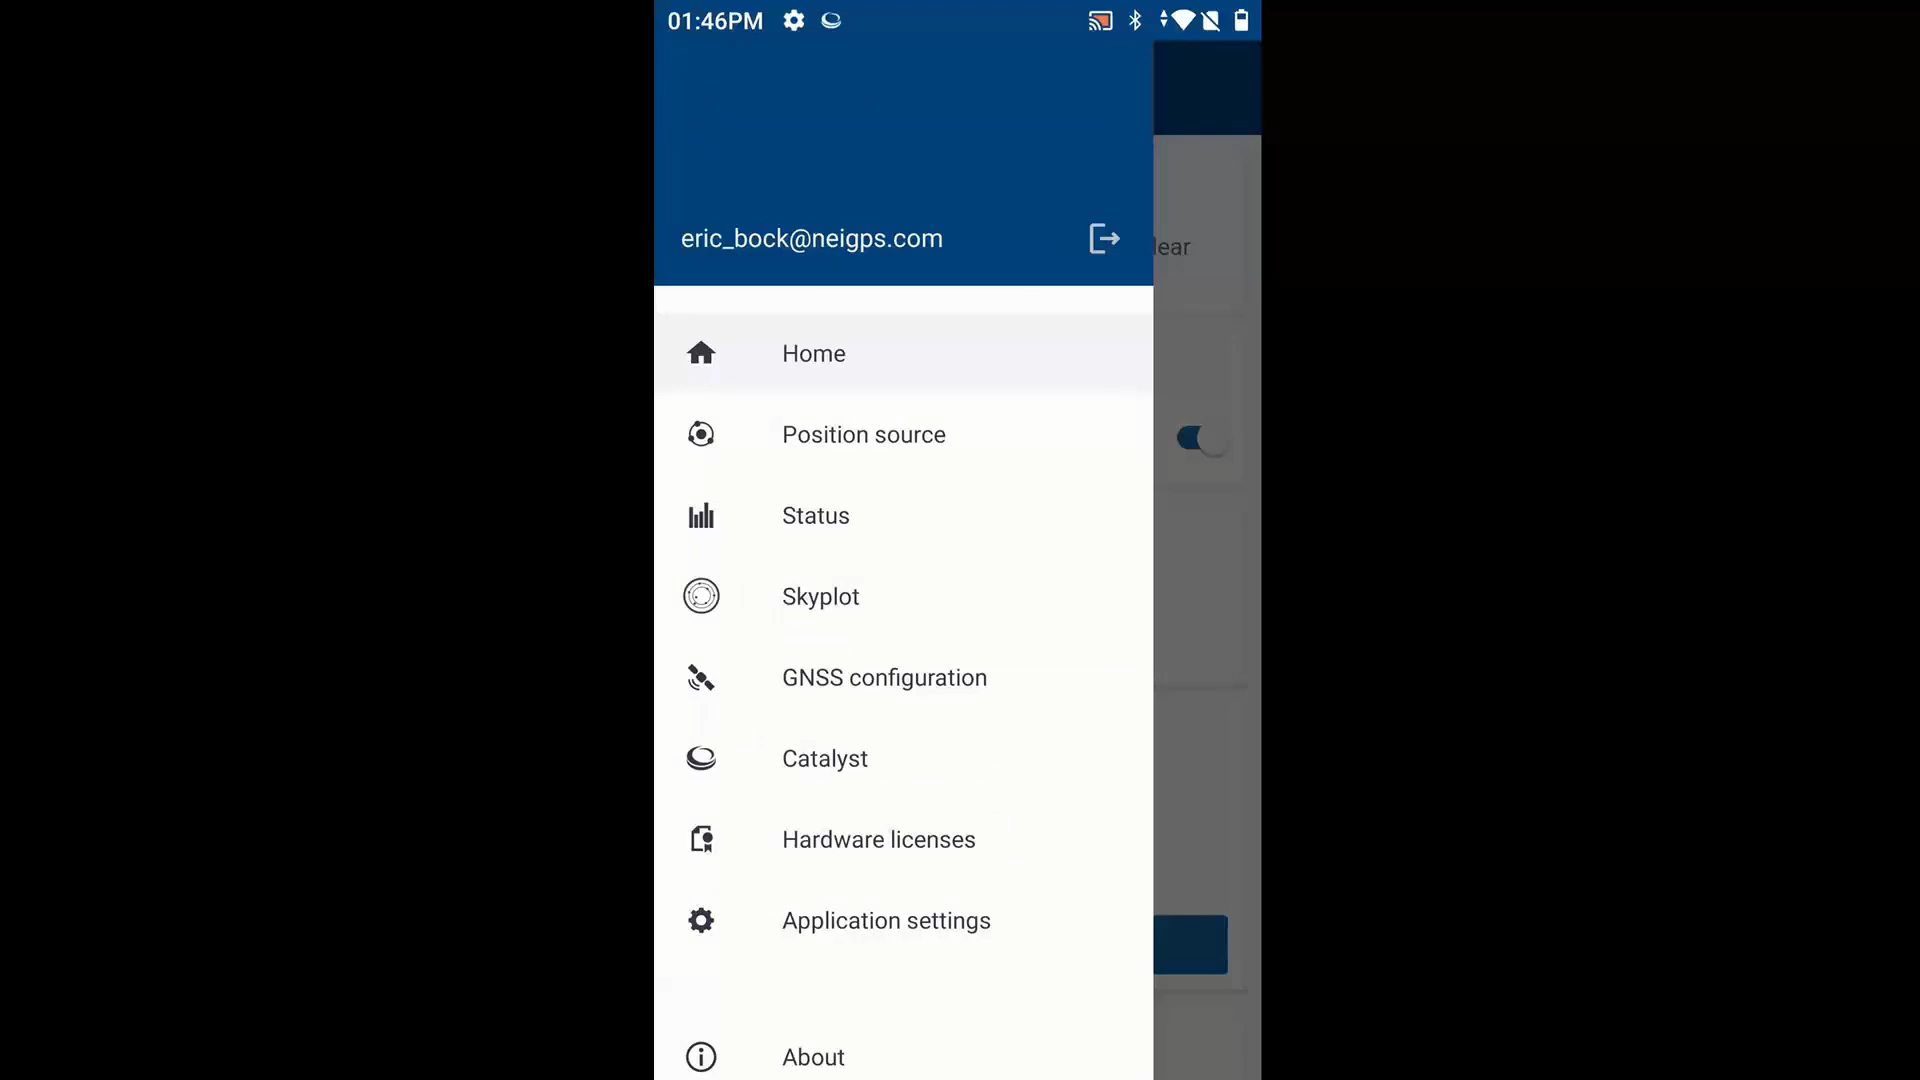 01:46PM
eric_bock@neigps.com
lear
Home
Position source
Status
Skyplot
GNSS configuration
Catalyst
Hardware licenses
Application settings
About